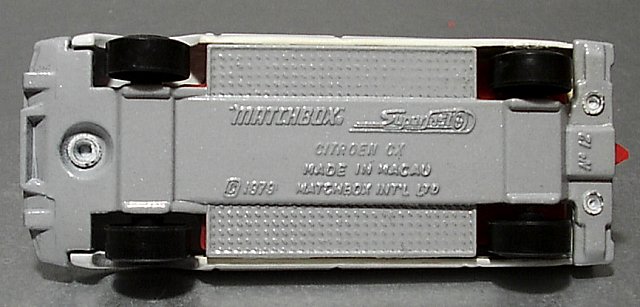 MATCHBOX® Superfast
CITROEN CX
MADE IN MACAU
© 1979 MATCHBOX INT'L LTD
Nº 12